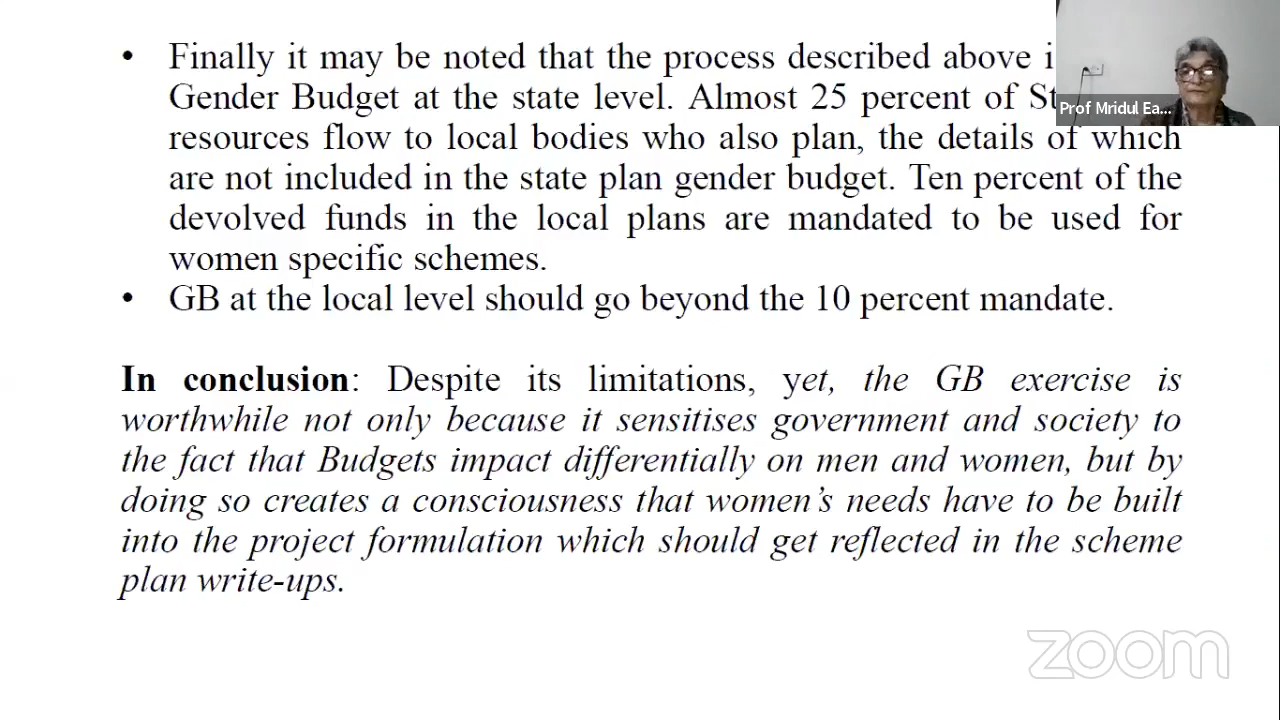 • Finally it may be noted that the process described above
Gender Budget at the state level. Almost 25 percent of
resources flow to local bodies who also plan, the details of which
are not included in the state plan gender budget. Ten percent of the
devolved funds in the local plans are mandated to be used for
women specific schemes.
• GB at the local level should go beyond the 10 percent mandate.
In conclusion: Despite its limitations, yet, the GB exercise is
worthwhile not only because it sensitises government and society to
the fact that Budgets impact differentially on men and women, but by
doing so creates a consciousness that women's needs have to be built
into the project formulation which should get reflected in the scheme
plan write-ups.
Prof Mridul Ea...
zoom